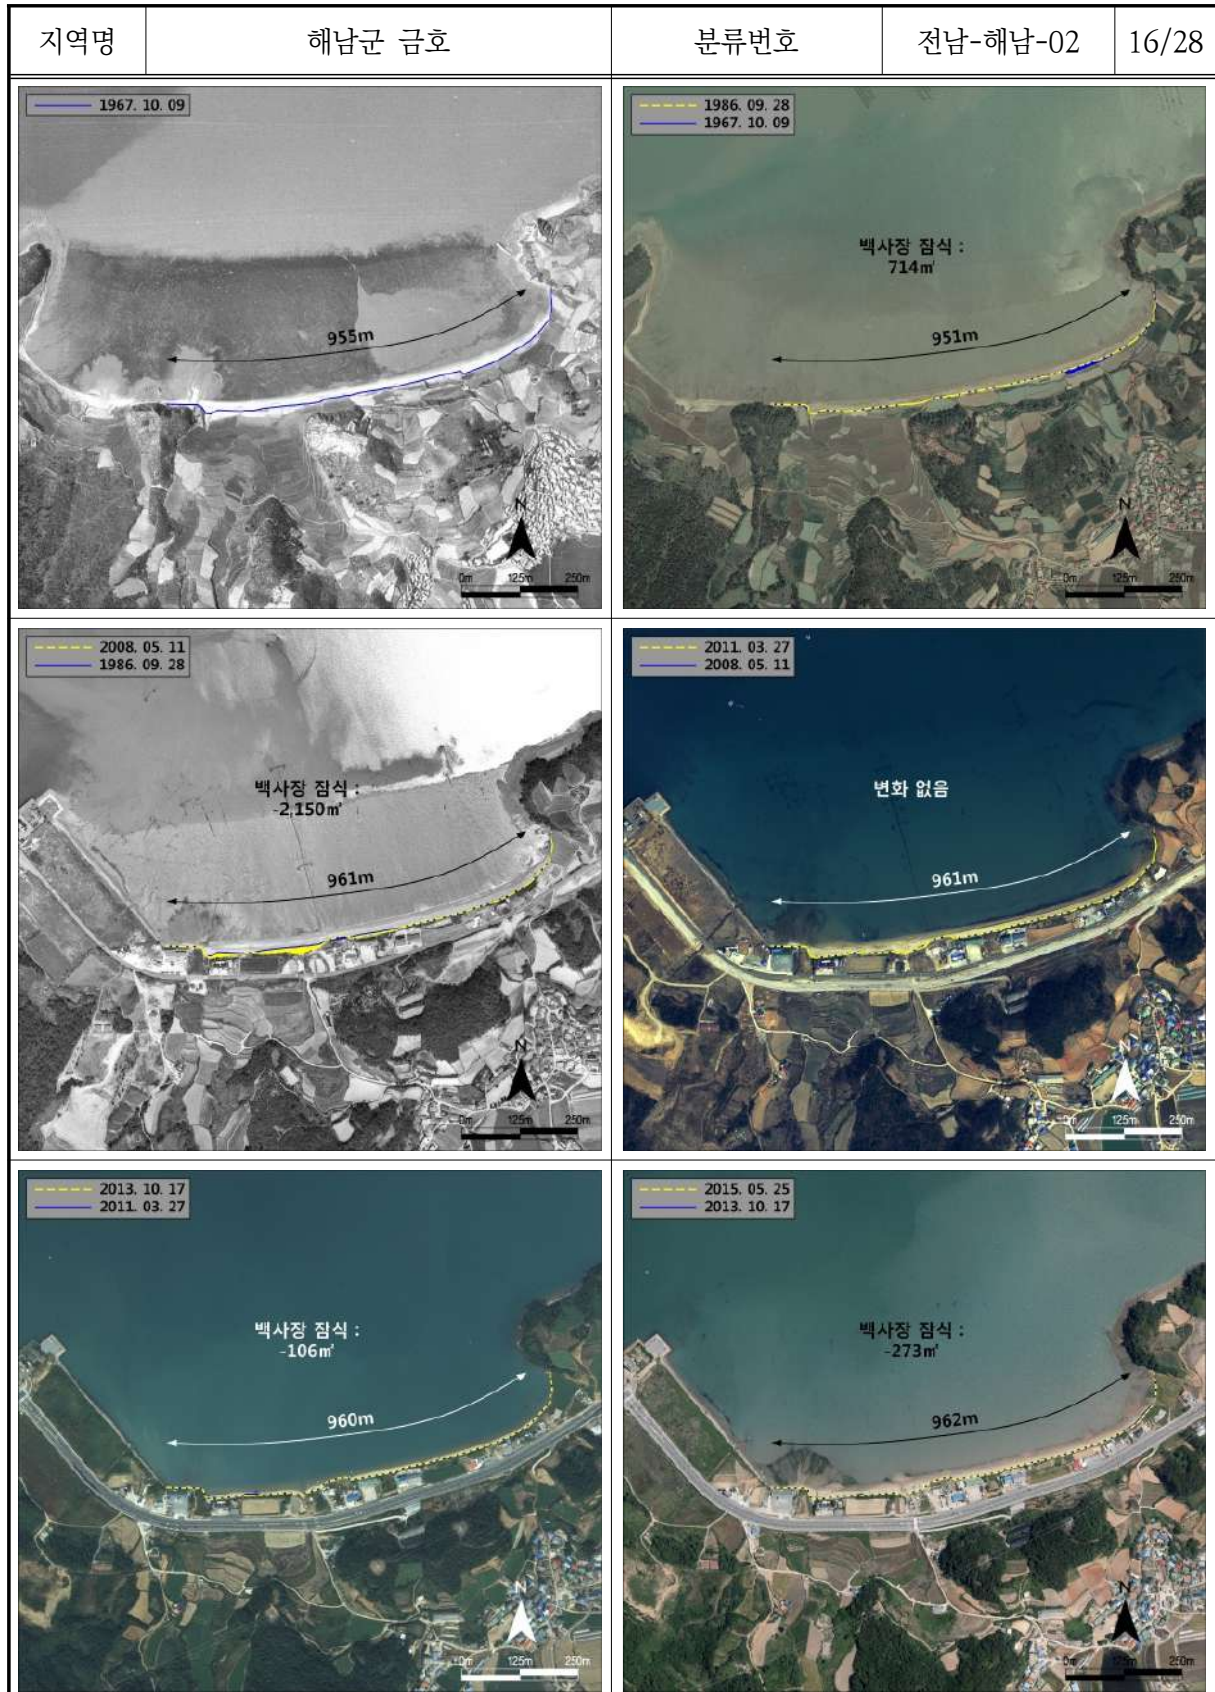 지역명 해남군 금호 분류번호 전남-해남-02 16/28
1967. 10. 09
955m
N
0m 125m 250m
1986. 09. 28
1967. 10. 09
백사장 잠식 :
714㎡
951m
N
0m 125m 250m
2008. 05. 11
1986. 09. 28
백사장 잠식 :
-2,150㎡
961m
N
0m 125m 250m
2011. 03. 27
2008. 05. 11
변화 없음
961m
N
0m 125m 250m
2013. 10. 17
2011. 03. 27
백사장 잠식 :
-106㎡
960m
N
0m 125m 250m
2015. 05. 25
2013. 10. 17
백사장 잠식 :
-273㎡
962m
N
0m 125m 250m